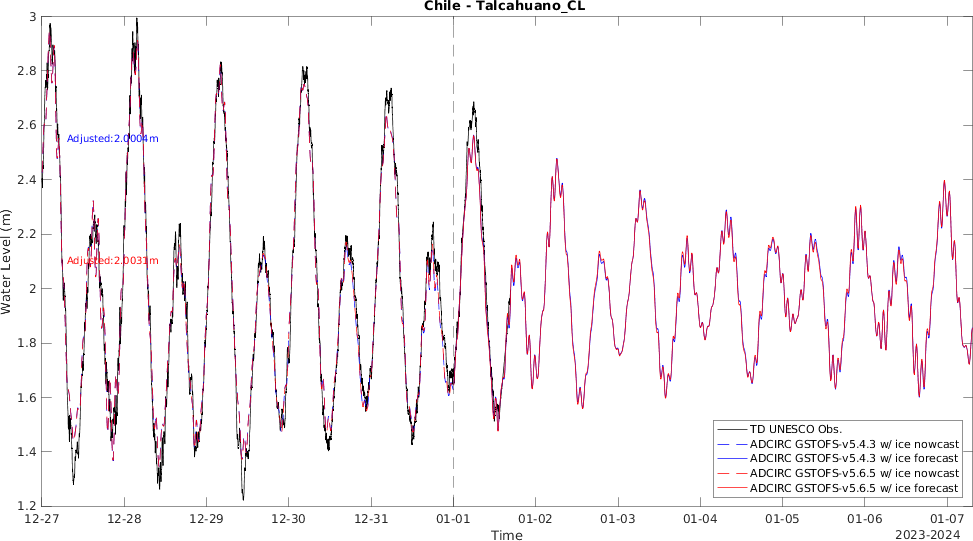 Chile - Talcahuano_CL
3
2.8
2.6
2.4
2.2
2
1.8
1.6
1.4
1.2
Water Level (m)
Adjusted:2.0004m
Adjusted:2.0031m
TD UNESCO Obs.
ADCIRC GSTOFS-v5.4.3 w/ ice nowcast
ADCIRC GSTOFS-v5.4.3 w/ ice forecast
ADCIRC GSTOFS-v5.6.5 w/ ice nowcast
ADCIRC GSTOFS-v5.6.5 w/ ice forecast
12-27 12-28 12-29 12-30 12-31 01-01 01-02 01-03 01-04 01-05 01-06 01-07
Time
2023-2024